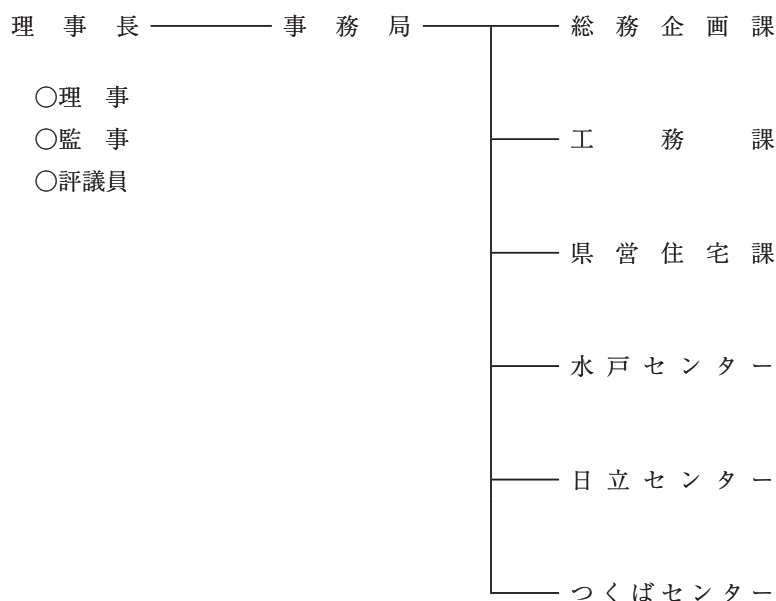 理事長 事務局 総務企画課
○理事
○監事
○評議員
工務課
県営住宅課
水戸センター
日立センター
つくばセンター